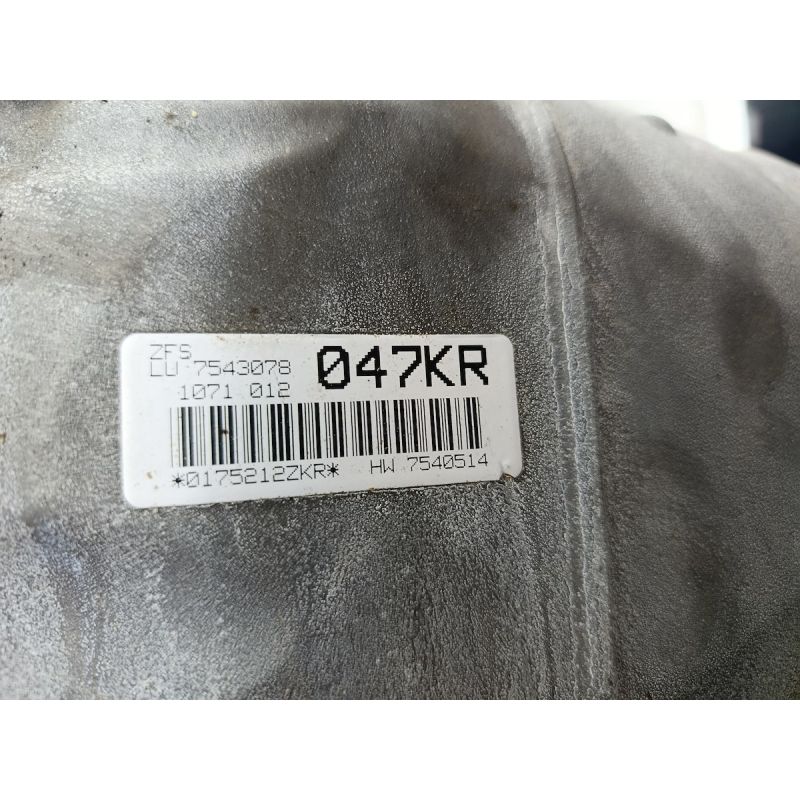 ZFS
LU 7543078 047KR
1071 012
*0175212ZKR* HW 7540514